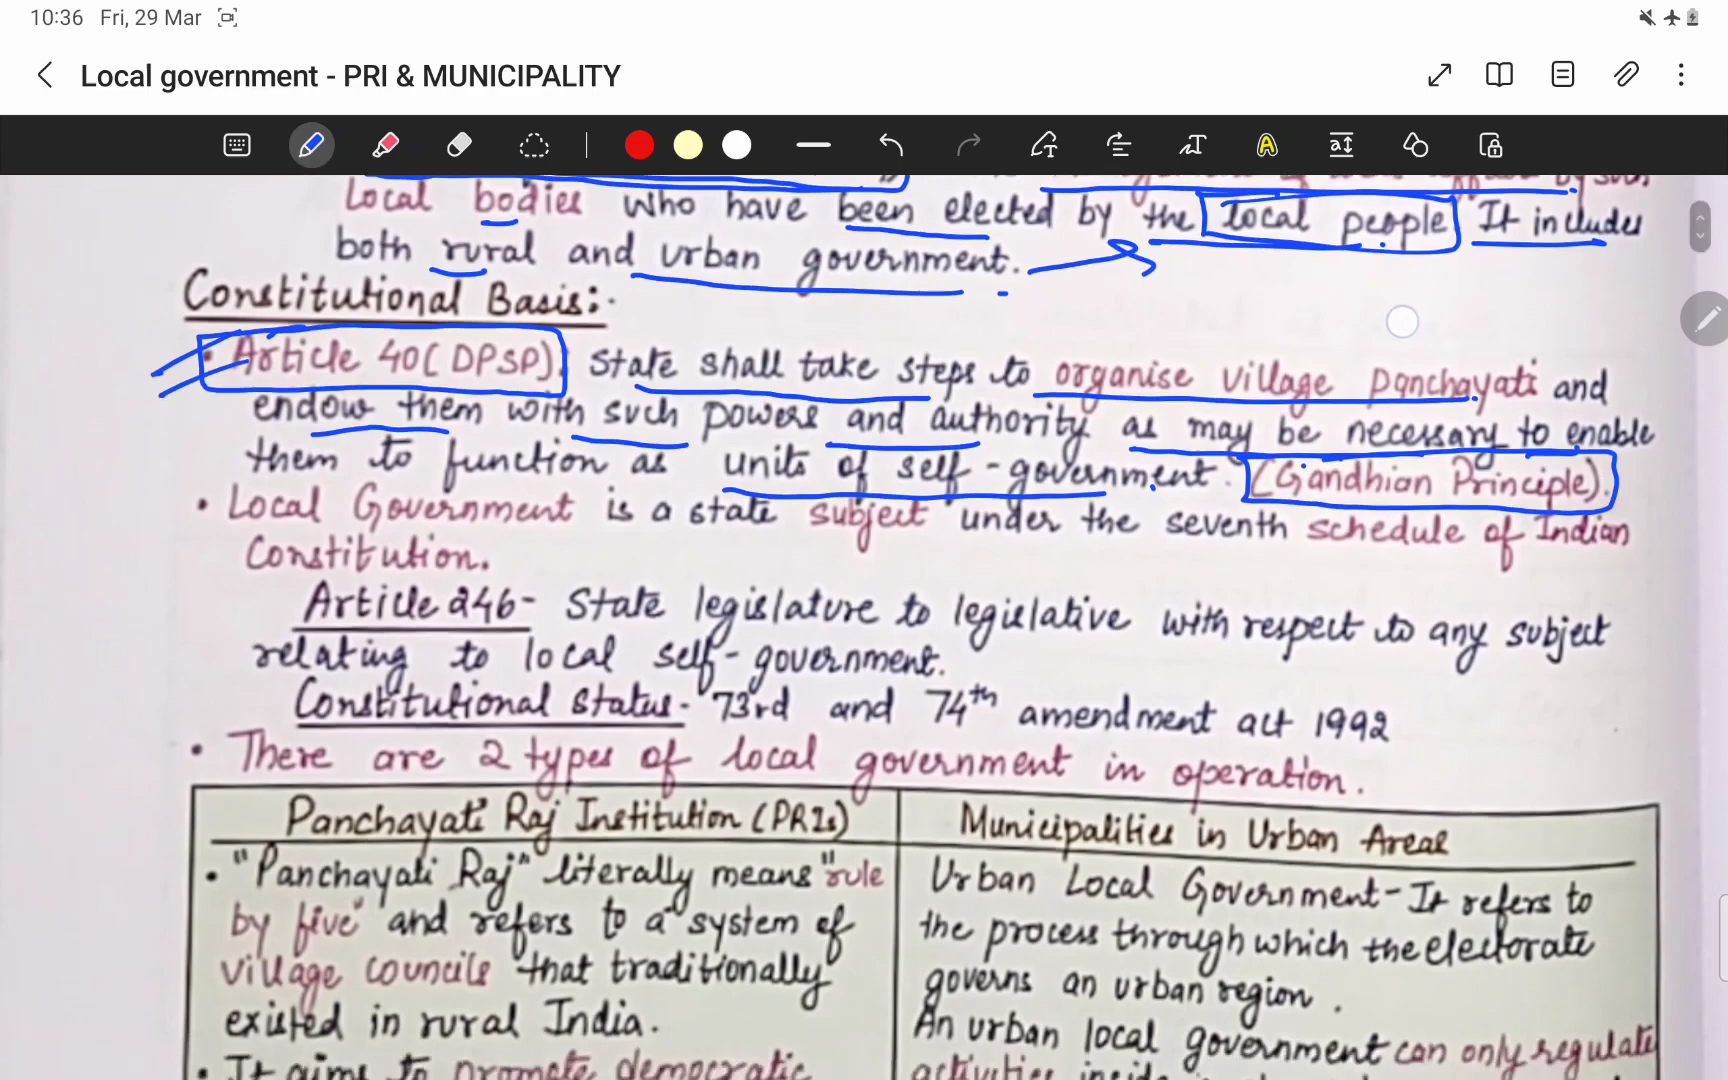 10:36 Fri, 29 Mar
Local government - PRI & MUNICIPALITY
Local bodies who have been elected by the local people It includes
both rural and urban government.
Constitutional Basis:-
• Article 40(DPSP). State shall take steps to organise village Panchayati and
endow them with such powers and authority as may be necessary to enable
them to function as units of self-government. (Gandhian Principle).
• Local Government is a state subject under the seventh schedule of Indian
Constitution.
Article 246- State legislature to legislative with respect to any subject
relating to local self-government.
Constitutional Status- 73rd and 74th amendment act 1992
• There are 2 types of local government in operation.
Panchayati Raj Institution (PRIs)
• "Panchayati Raj" literally means "rule
by five" and refers to a system of
village councils that traditionally
existed in rural India.
• It aims to promote democratic
Municipalities in Urban Areas
Urban Local Government- It refers to
the process through which the electorate
governs an urban region.
An urban local government can only regulate
activities inside